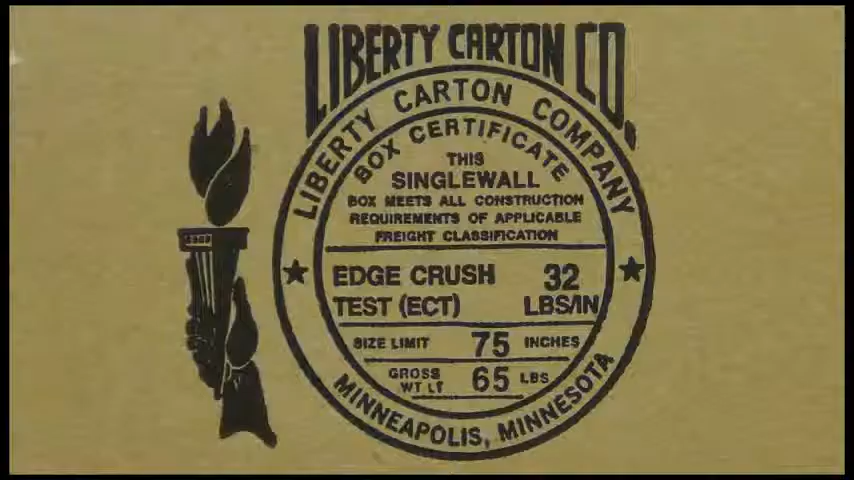 LIBERTY CARTON CO.
LIBERTY CARTON COMPANY
BOX CERTIFICATE
THIS
SINGLEWALL
BOX MEETS ALL CONSTRUCTION
REQUIREMENTS OF APPLICABLE
FREIGHT CLASSIFICATION
EDGE CRUSH 32
TEST (ECT) LBS/IN
SIZE LIMIT 75 INCHES
GROSS
WT LT 65 LBS
MINNEAPOLIS, MINNESOTA